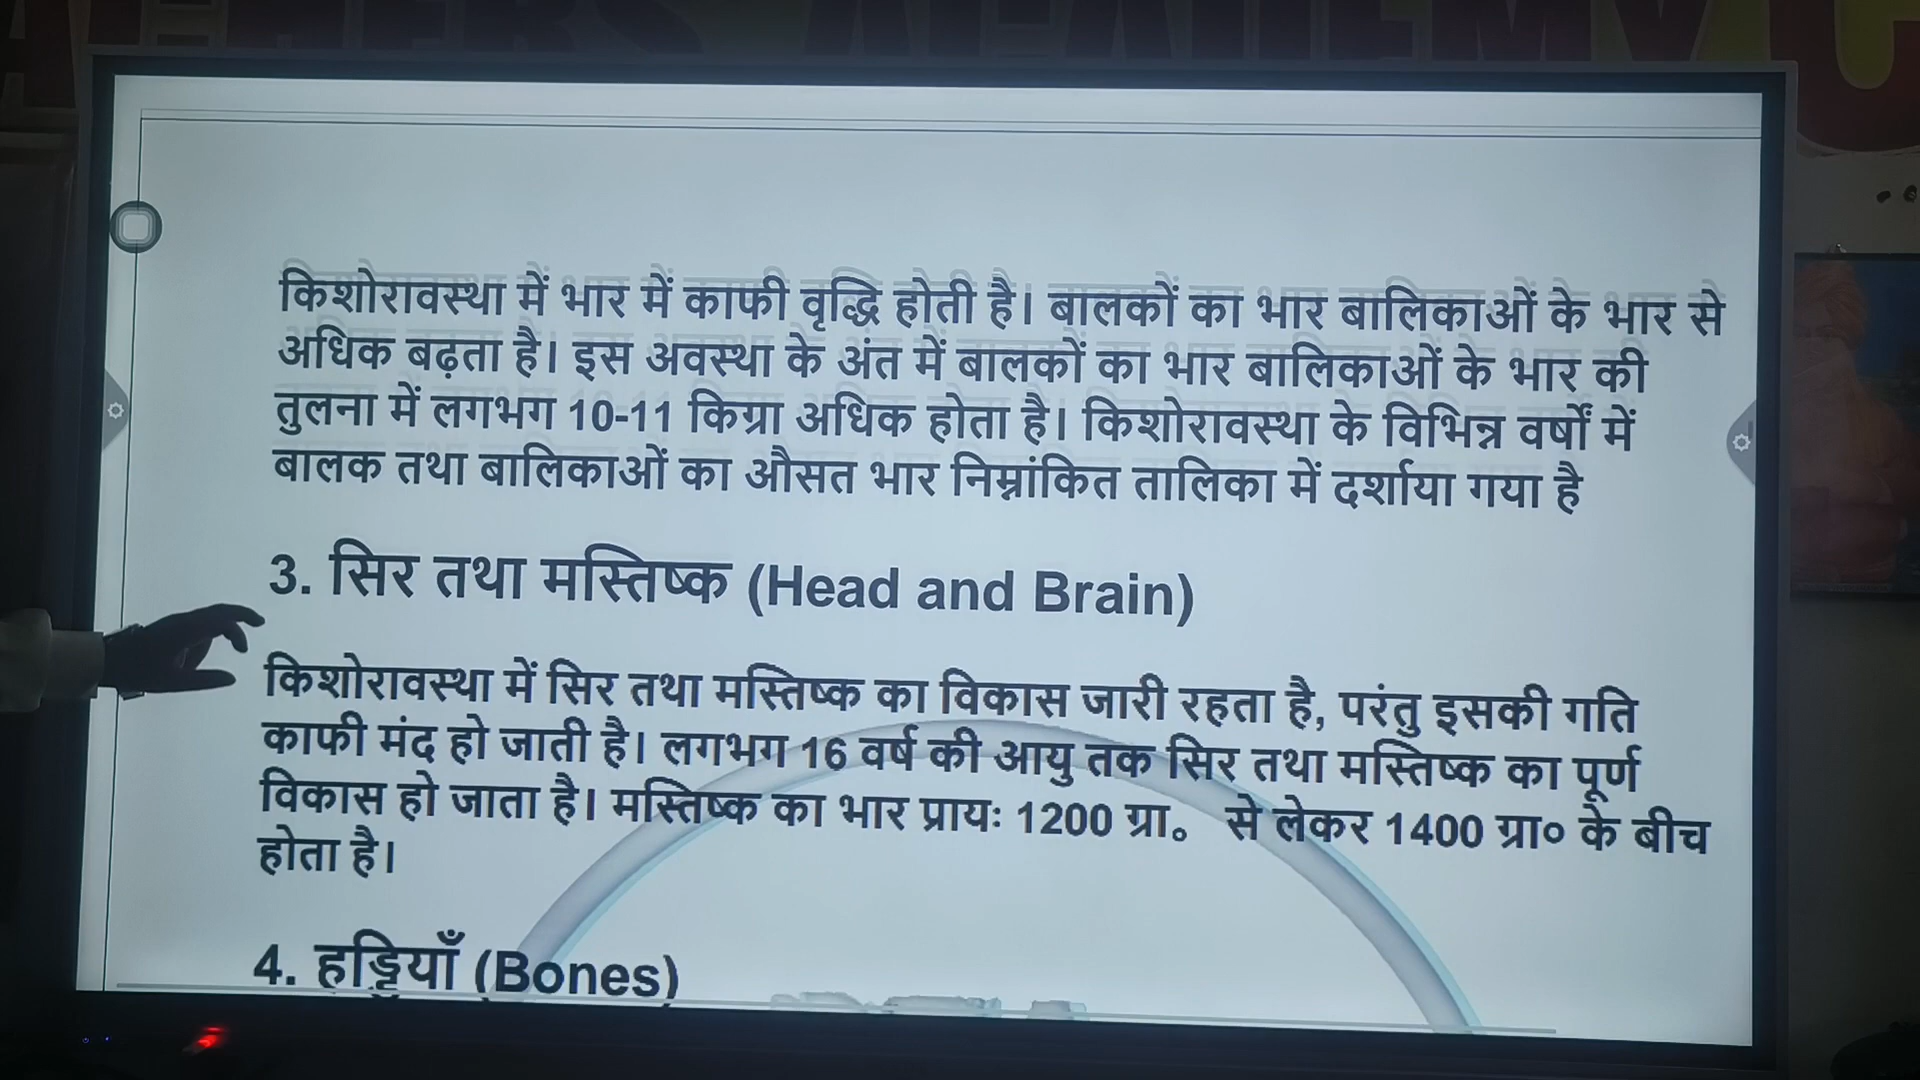 ACADEMY
किशोरावस्था में भार में काफी वृद्धि होती है। बालकों का भार बालिकाओं के भार से
अधिक बढ़ता है। इस अवस्था के अंत में बालकों का भार बालिकाओं के भार की
तुलना में लगभग 10-11 किग्रा अधिक होता है। किशोरावस्था के विभिन्न वर्षों में
बालक तथा बालिकाओं का औसत भार निम्नांकित तालिका में दर्शाया गया है
3. सिर तथा मस्तिष्क (Head and Brain)
किशोरावस्था में सिर तथा मस्तिष्क का विकास जारी रहता है, परंतु इसकी गति
काफी मंद हो जाती है। लगभग 16 वर्ष की आयु तक सिर तथा मस्तिष्क का पूर्ण
विकास हो जाता है। मस्तिष्क का भार प्रायः 1200 ग्रा॰ से लेकर 1400 ग्रा० के बीच
होता है।
4. हड्डियाँ (Bones)